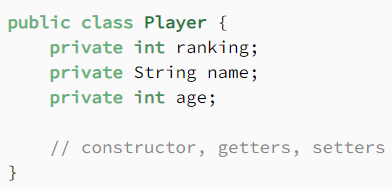 public class Player {
    private int ranking;
    private String name;
    private int age;

    // constructor, getters, setters
}